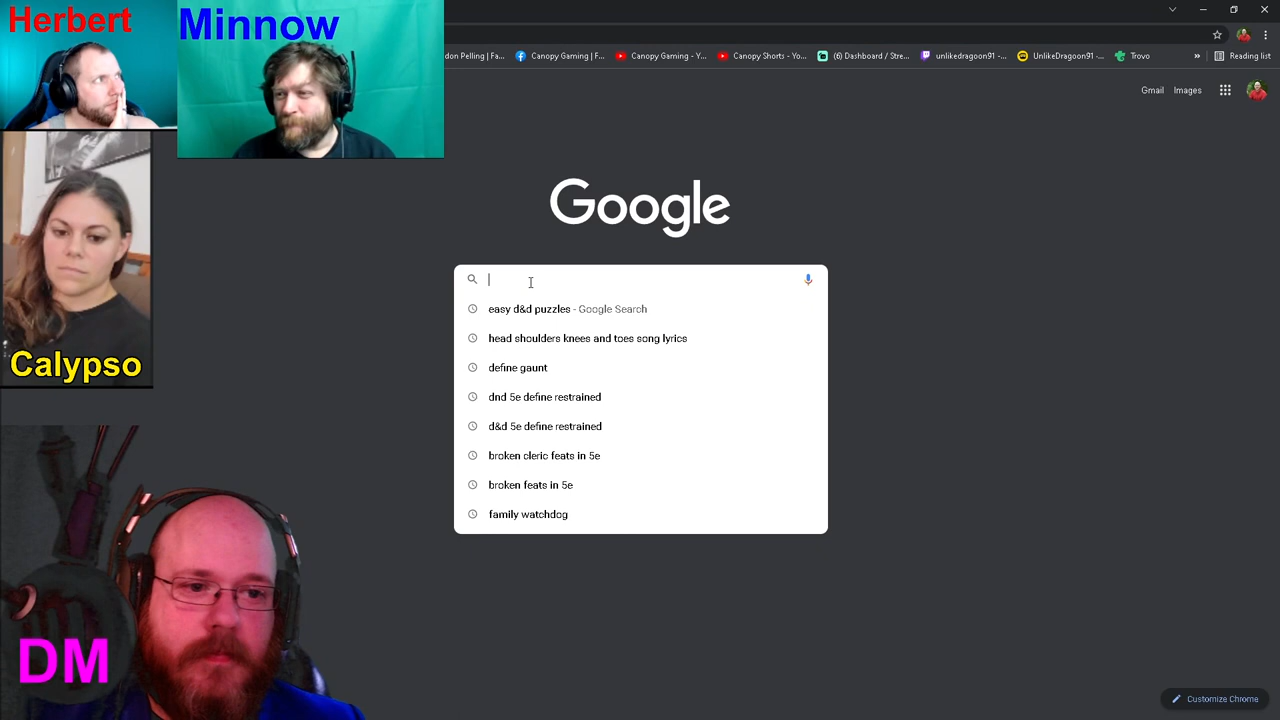 Herbert
Minnow
Calypso
DM
don Pelling | Fac...
Canopy Gaming | F...
Canopy Gaming - Y...
Canopy Shorts - Yo...
(6) Dashboard / Stre...
unlikedragoon91 -...
UnlikeDragoon91 -...
Trovo
»
Reading list
Gmail
Images
Google
easy d&d puzzles - Google Search
head shoulders knees and toes song lyrics
define gaunt
dnd 5e define restrained
d&d 5e define restrained
broken cleric feats in 5e
broken feats in 5e
family watchdog
Customize Chrome